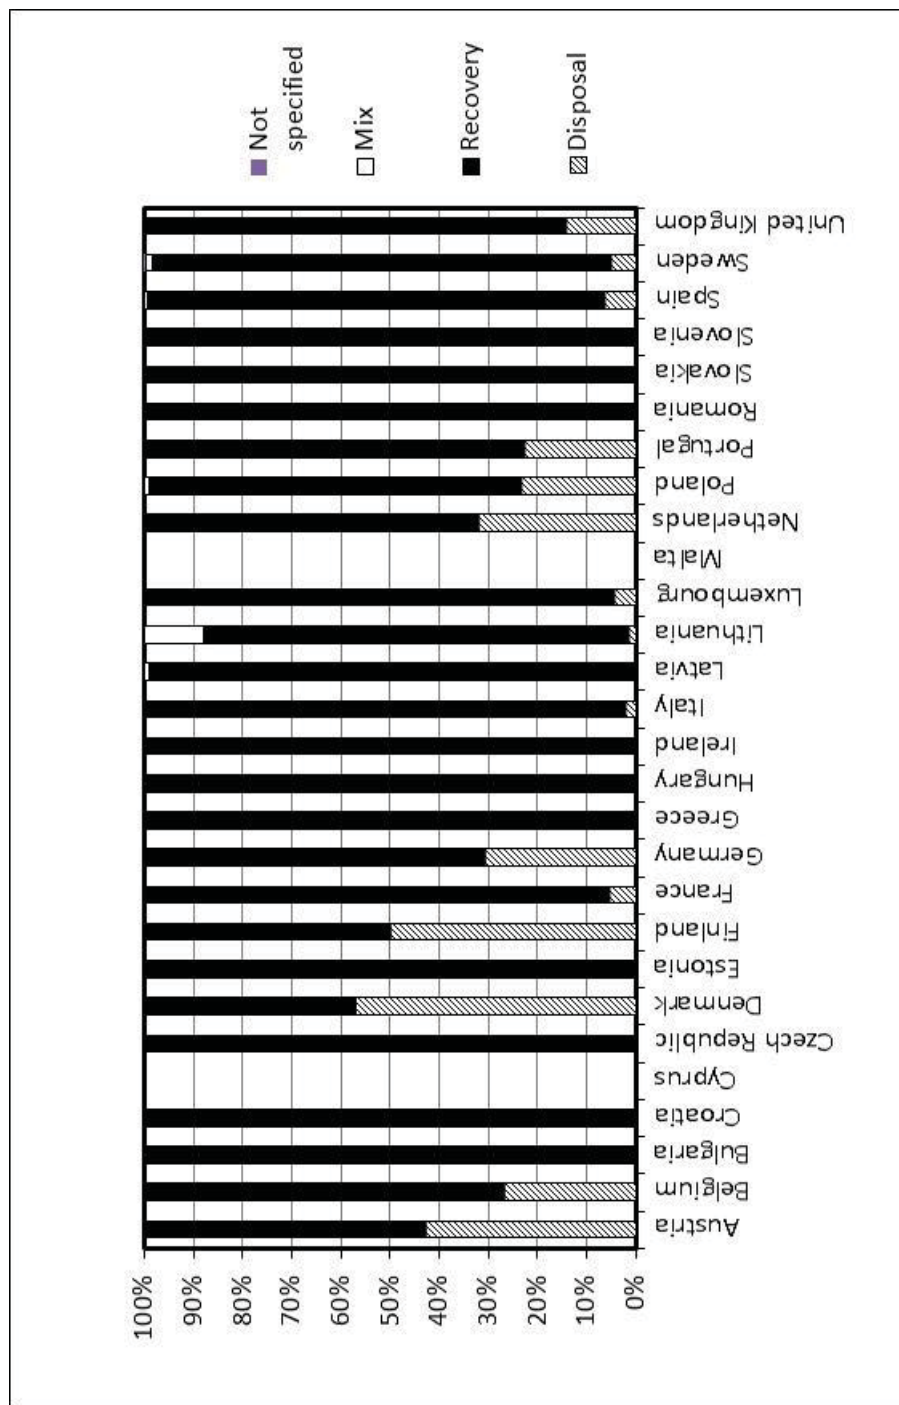 Not
specified
Mix
Recovery
Disposal
100%
90%
80%
70%
60%
50%
40%
30%
20%
10%
0%
Austria
Belgium
Bulgaria
Croatia
Cyprus
Czech Republic
Denmark
Estonia
Finland
France
Germany
Greece
Hungary
Ireland
Italy
Latvia
Lithuania
Luxembourg
Malta
Netherlands
Poland
Portugal
Romania
Slovakia
Slovenia
Spain
Sweden
United Kingdom